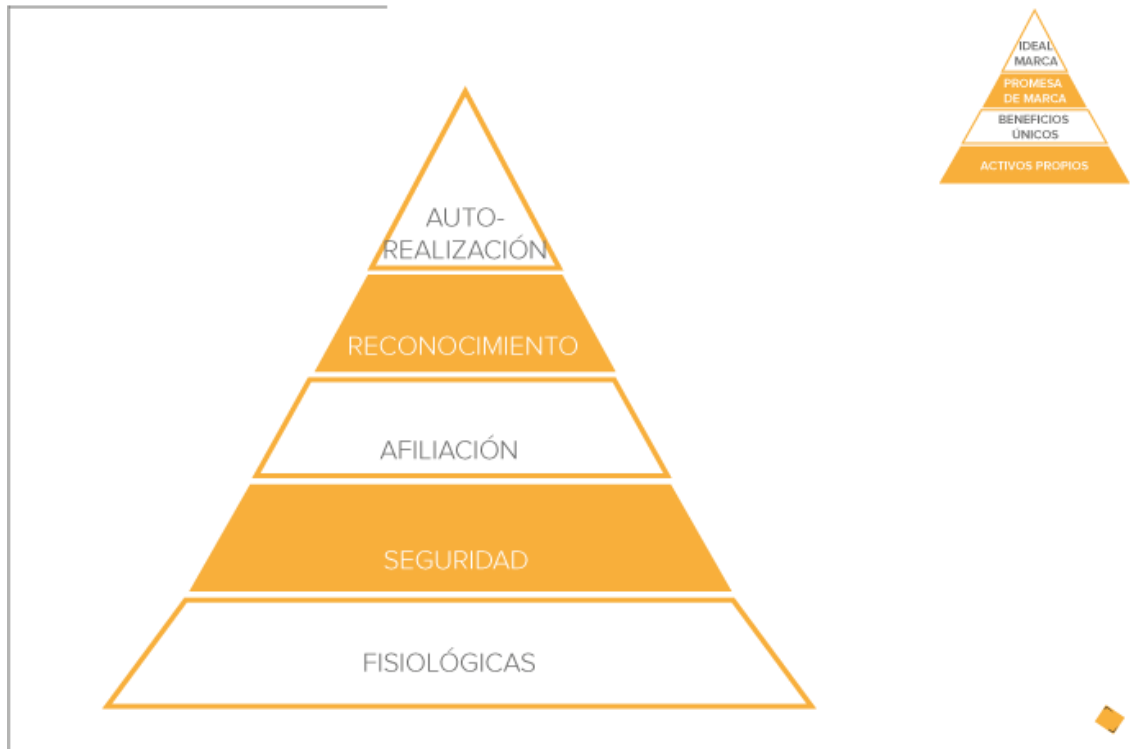 AUTO-
REALIZACIÓN
RECONOCIMIENTO
AFILIACIÓN
SEGURIDAD
FISIOLÓGICAS
IDEAL
MARCA
PROMESA
DE MARCA
BENEFICIOS
ÚNICOS
ACTIVOS PROPIOS